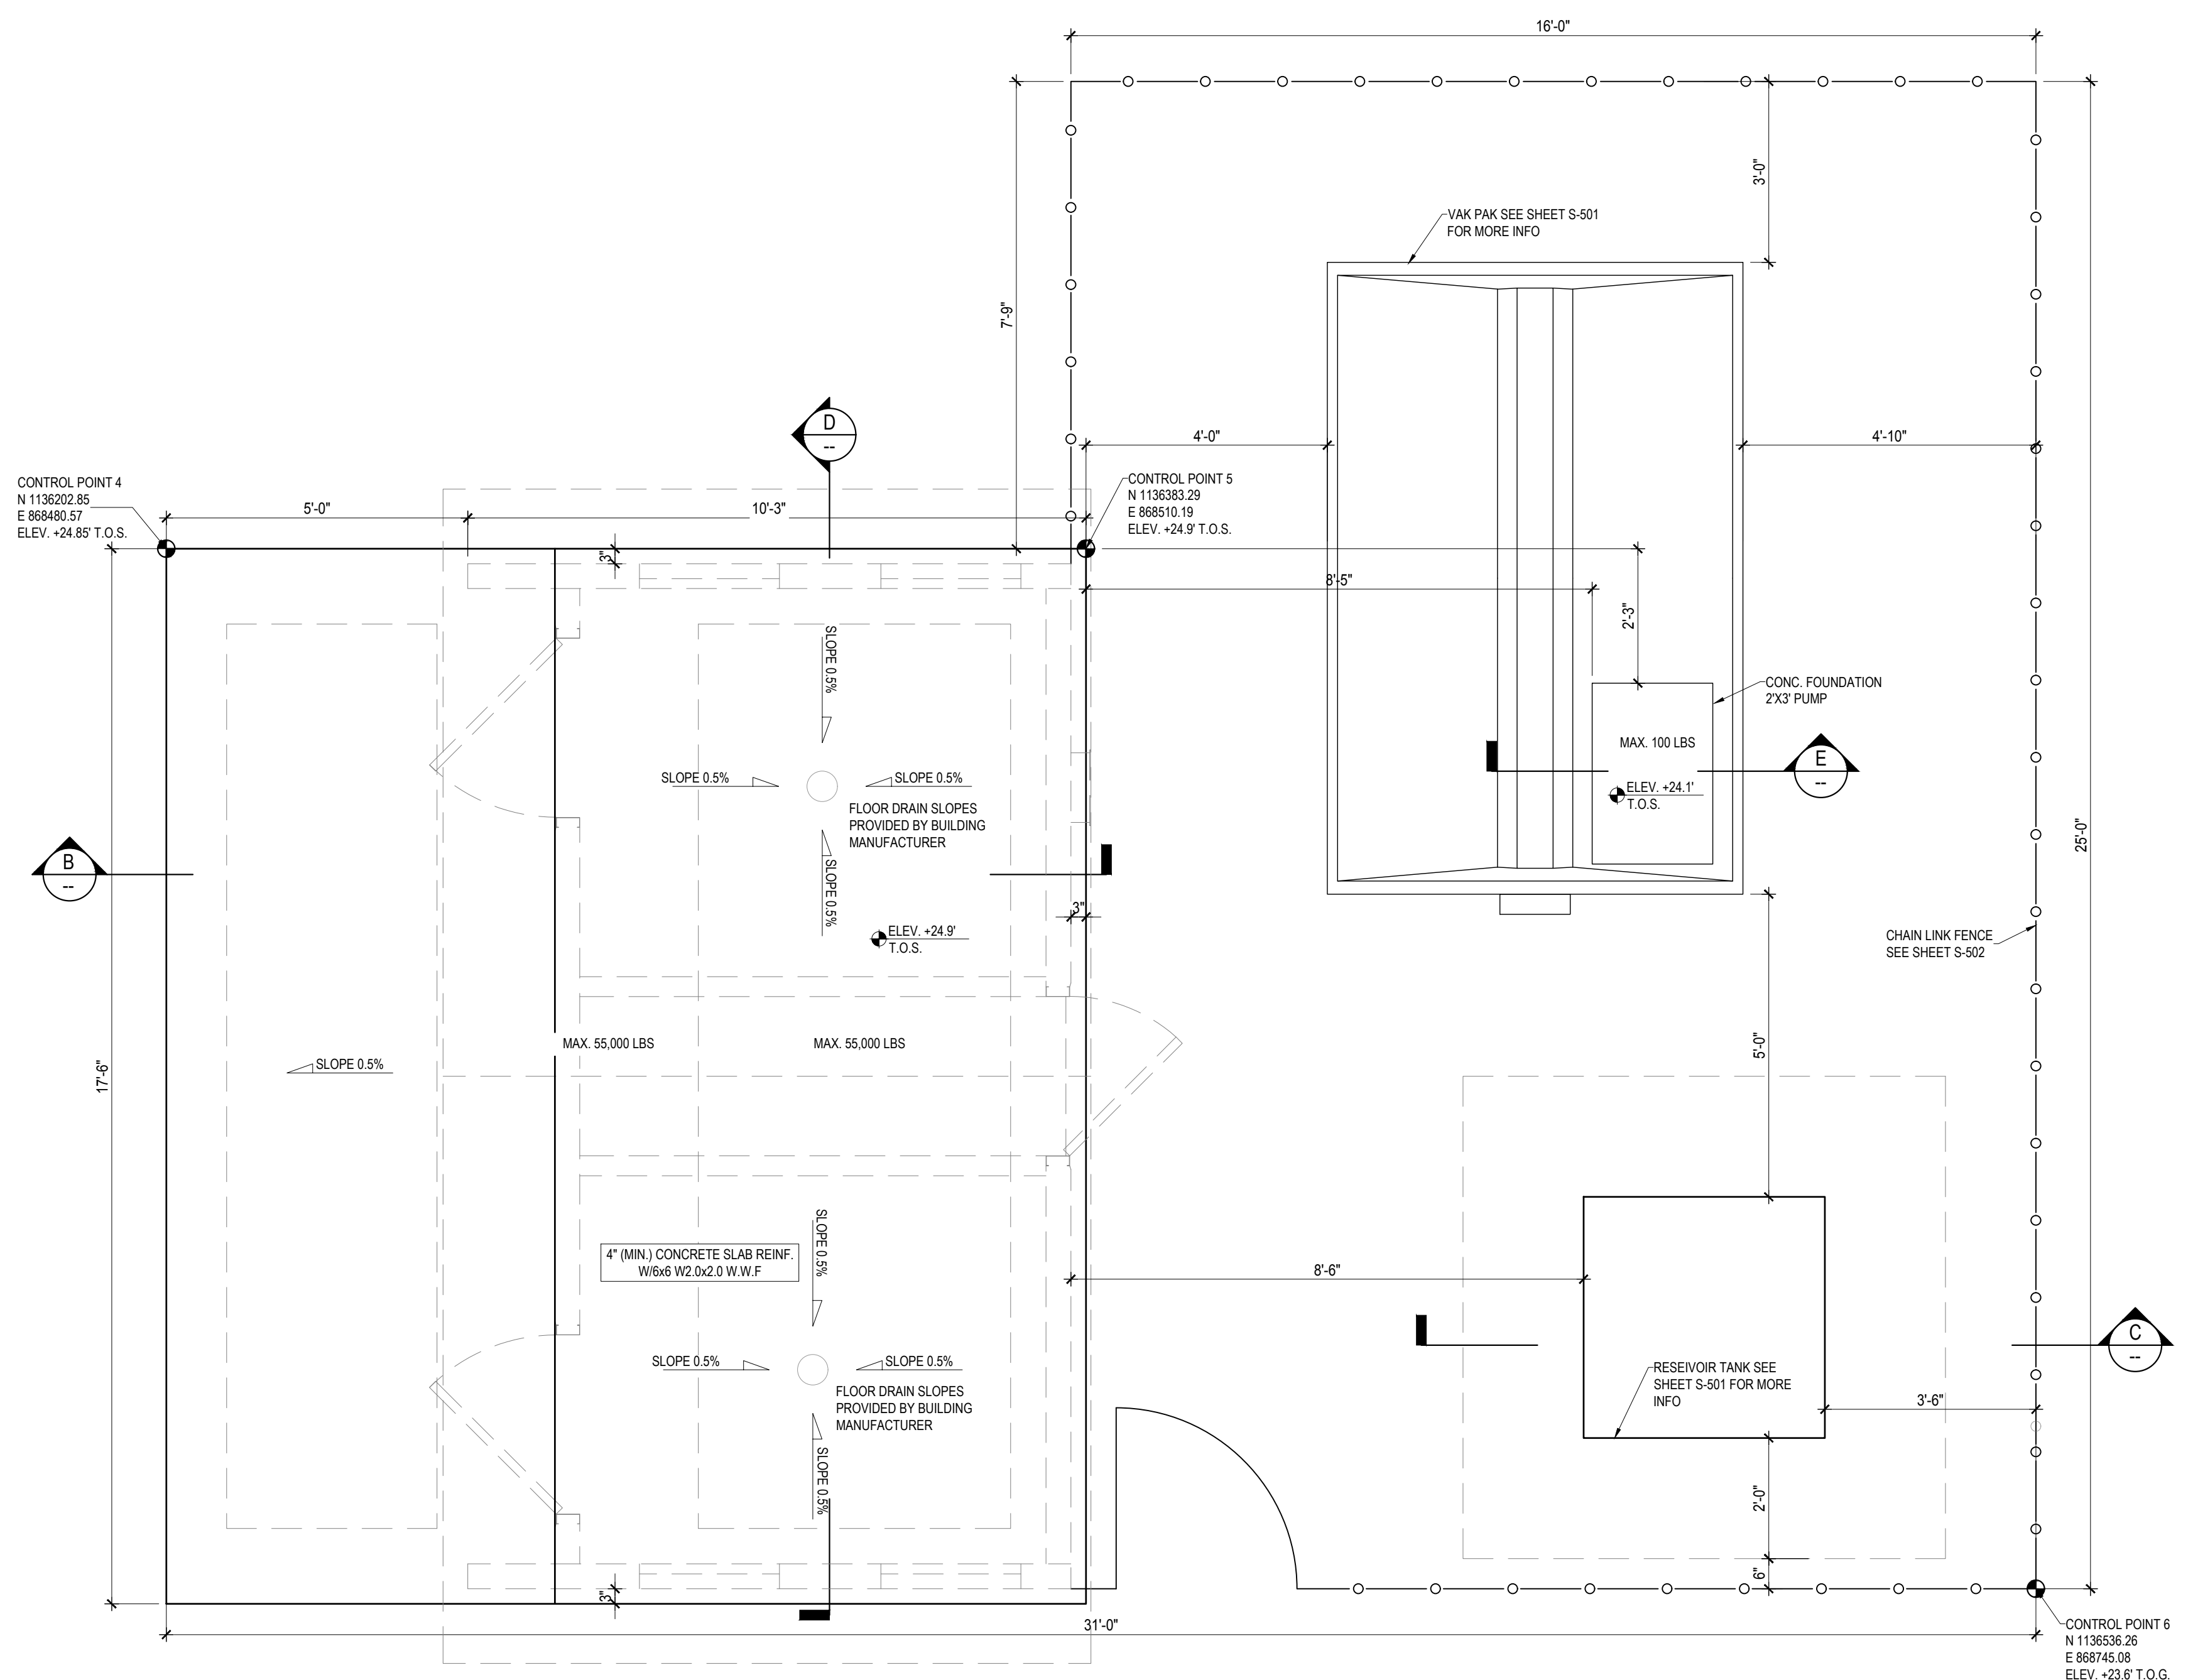 16'-0"
7'-9"
3'-0"
VAK PAK SEE SHEET S-501
FOR MORE INFO
D
--
4'-0"
4'-10"
CONTROL POINT 4
N 1136202.85
E 868480.57
ELEV. +24.85' T.O.S.
5'-0"
10'-3"
CONTROL POINT 5
N 1136383.29
E 868510.19
ELEV. +24.9' T.O.S.
3"
8'-5"
2'-3"
SLOPE 0.5%
CONC. FOUNDATION
2'X3' PUMP
MAX. 100 LBS
E
--
SLOPE 0.5%
SLOPE 0.5%
ELEV. +24.1'
T.O.S.
FLOOR DRAIN SLOPES
PROVIDED BY BUILDING
MANUFACTURER
25'-0"
B
--
SLOPE 0.5%
3"
ELEV. +24.9'
T.O.S.
CHAIN LINK FENCE
SEE SHEET S-502
MAX. 55,000 LBS
MAX. 55,000 LBS
5'-0"
17'-6"
SLOPE 0.5%
SLOPE 0.5%
4" (MIN.) CONCRETE SLAB REINF.
W/6x6 W2.0x2.0 W.W.F
8'-6"
C
--
SLOPE 0.5%
SLOPE 0.5%
RESEIVOIR TANK SEE
SHEET S-501 FOR MORE
INFO
FLOOR DRAIN SLOPES
PROVIDED BY BUILDING
MANUFACTURER
3'-6"
SLOPE 0.5%
2'-0"
6"
3"
31'-0"
CONTROL POINT 6
N 1136536.26
E 868745.08
ELEV. +23.6' T.O.G.